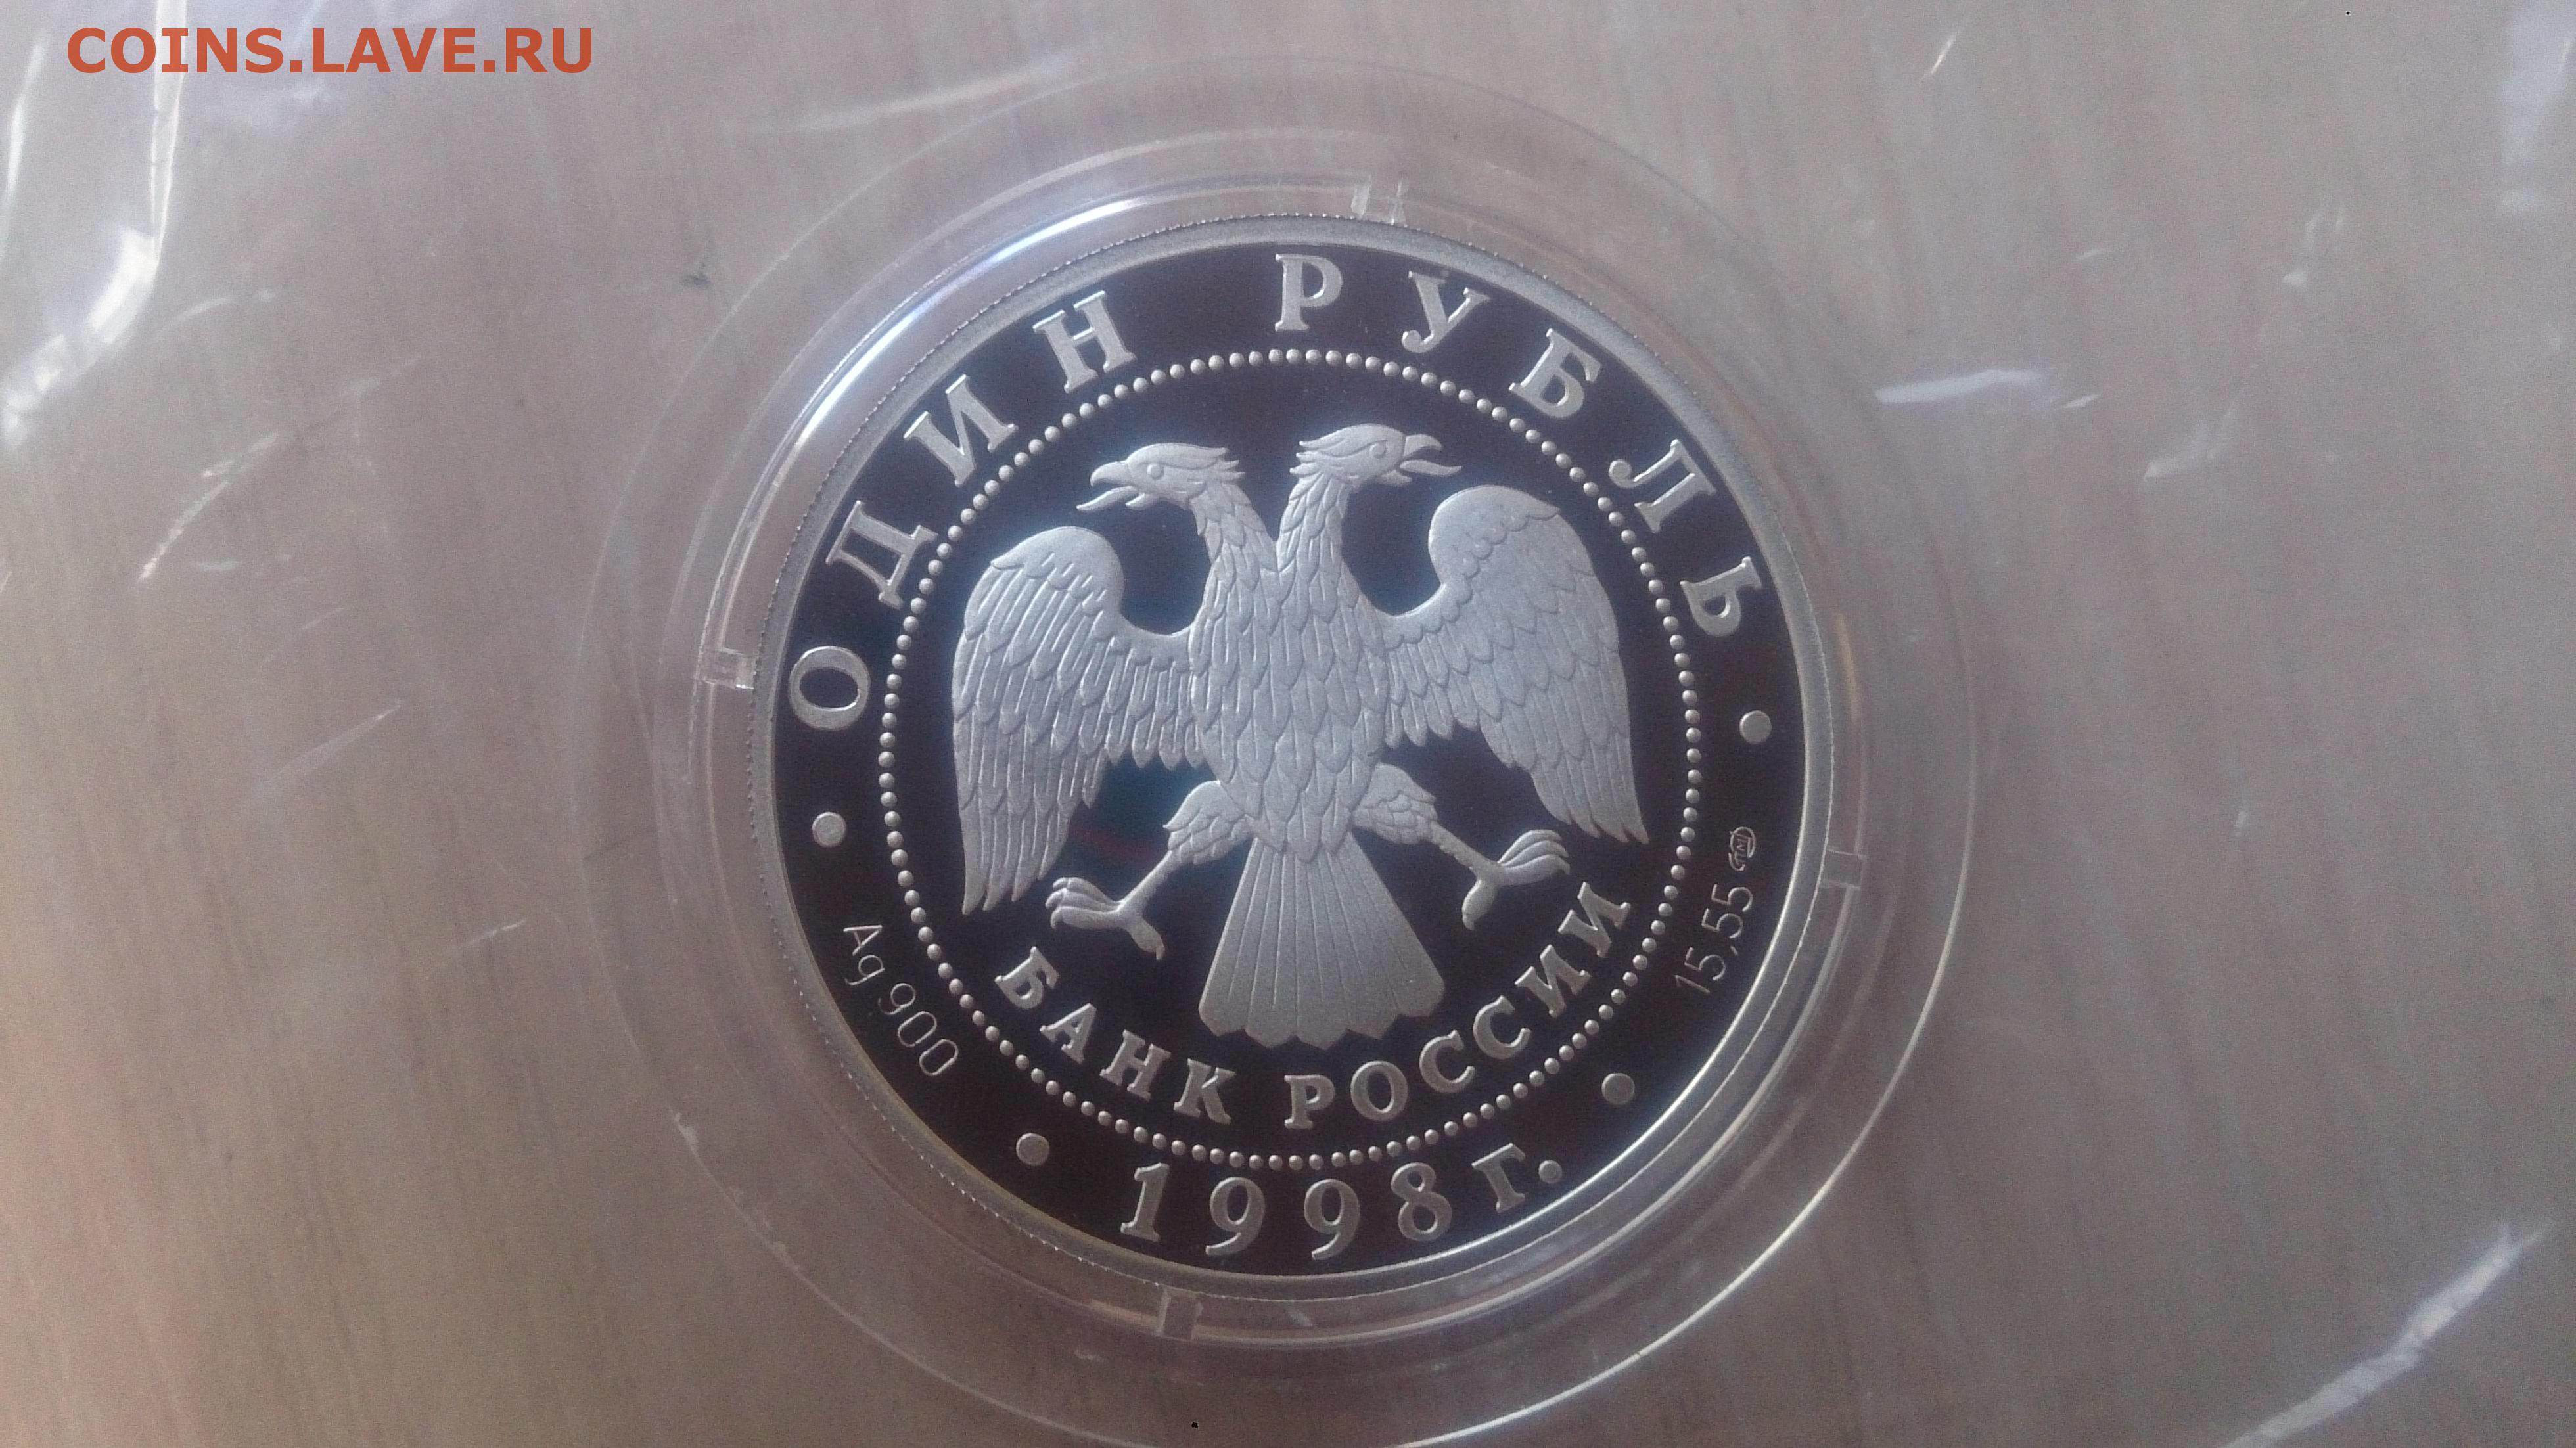 COINS.LAVE.RU
ОДИН РУБЛЬ
БАНК РОССИИ
Ag 900
1998 г.
15,55